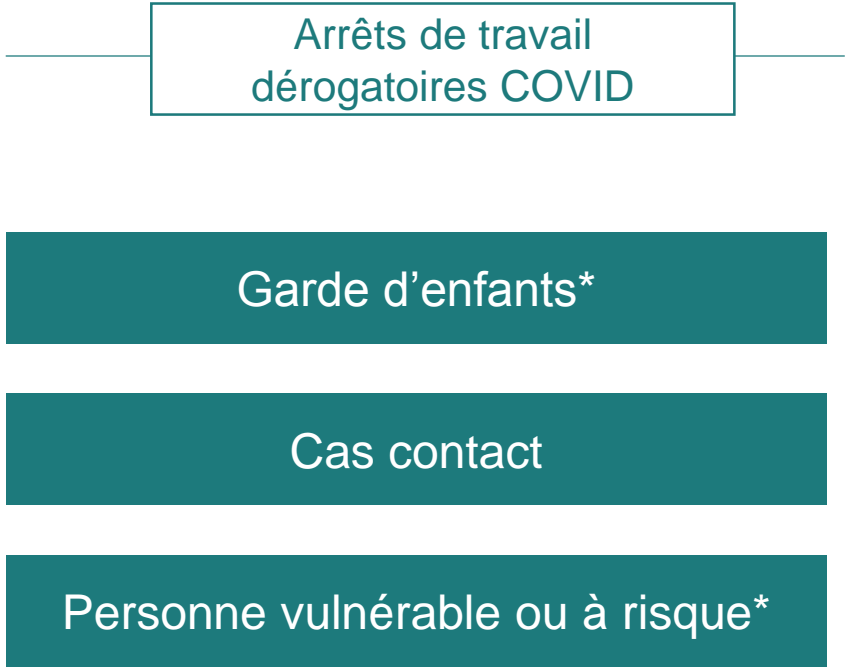 Arrêts de travail
dérogatoires COVID
Garde d’enfants*
Cas contact
Personne vulnérable ou à risque*